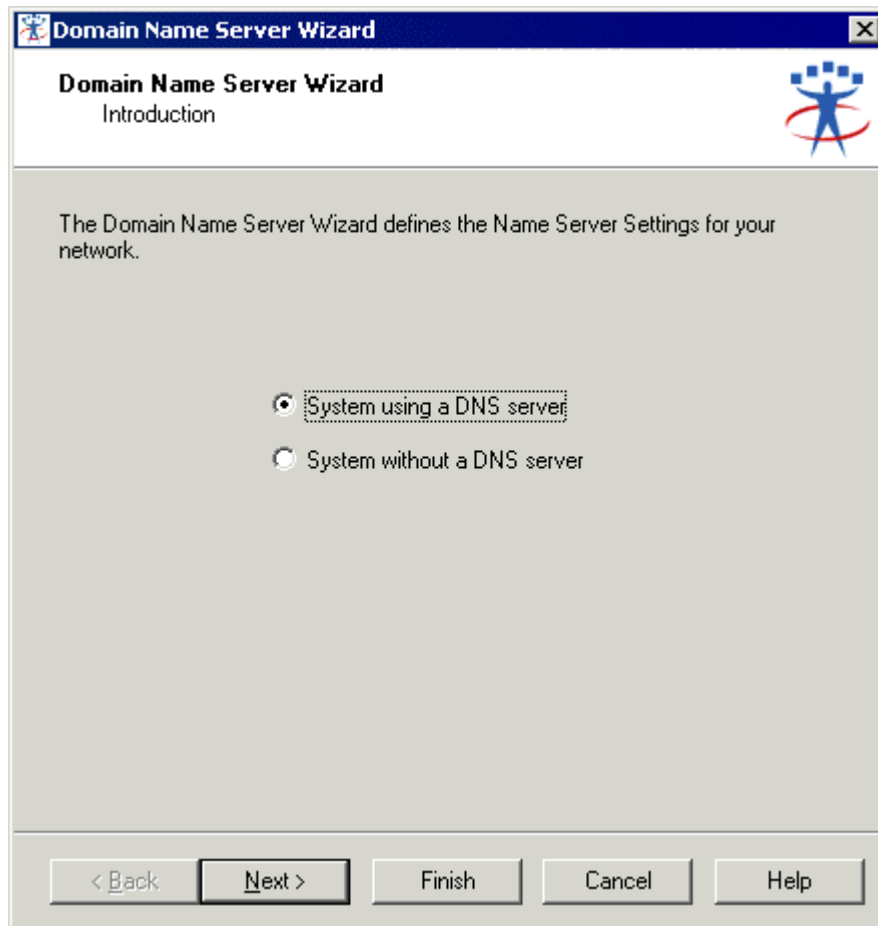 Domain Name Server Wizard
Domain Name Server Wizard
Introduction
The Domain Name Server Wizard defines the Name Server Settings for your
network.
System using a DNS server
System without a DNS server
< Back Next > Finish Cancel Help